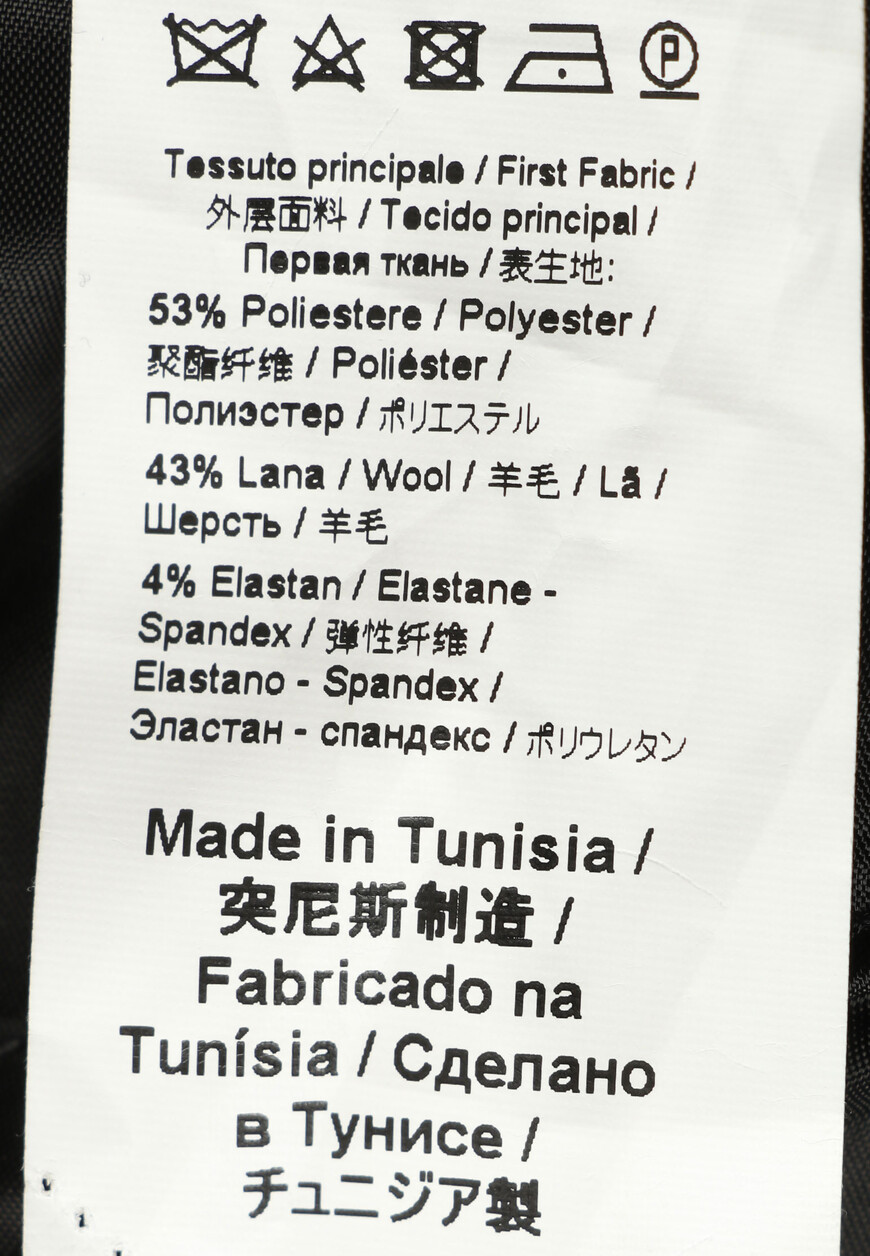 Tessuto principale / First Fabric /
外层面料 / Tecido principal /
Первая ткань / 表生地:
53% Poliestere / Polyester /
聚酯纤维 / Poliéster /
Полиэстер / ポリエステル
43% Lana / Wool / 羊毛 / Lã /
Шерсть / 羊毛
4% Elastan / Elastane -
Spandex / 弹性纤维 /
Elastano - Spandex /
Эластан - спандекс / ポリウレタン
Made in Tunisia /
突尼斯制造 /
Fabricado na
Tunísia / Сделано
в Тунисе /
チュニジア製